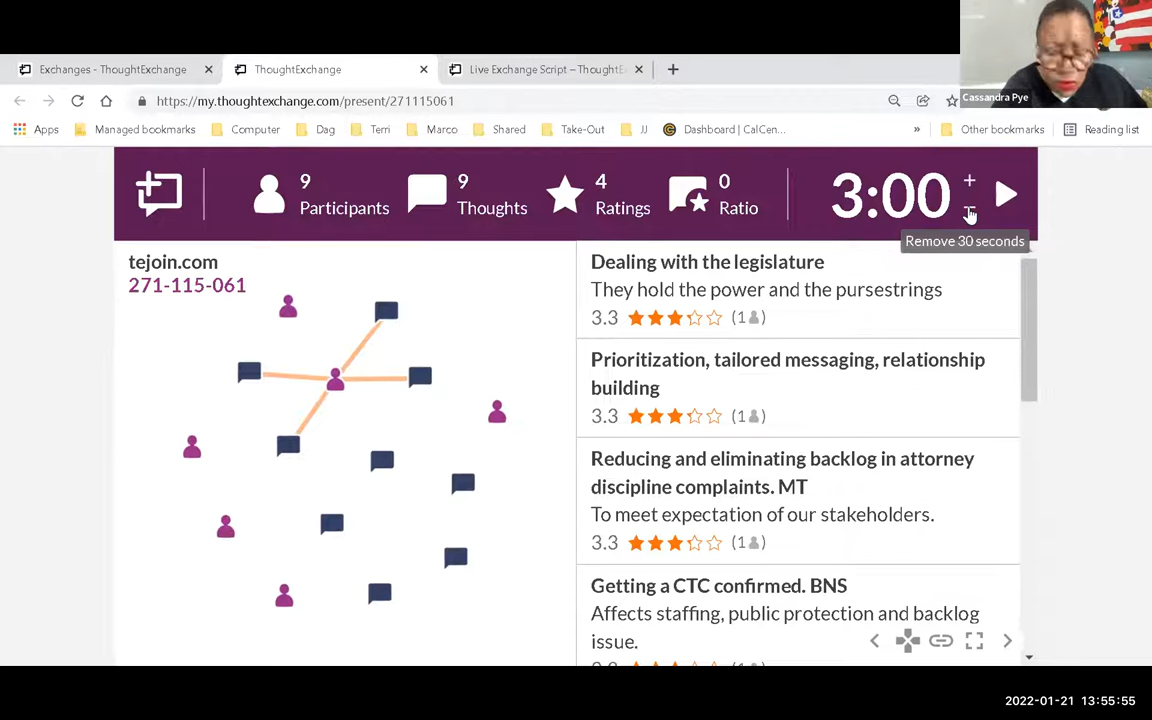 Exchanges - ThoughtExchange
ThoughtExchange
Live Exchange Script – ThoughtE
Cassandra Pye
https://my.thoughtexchange.com/present/271115061
Apps
Managed bookmarks
Computer
Dag
Terri
Marco
Shared
Take-Out
JJ
Dashboard | CalCen...
»
Other bookmarks
Reading list
9
Participants
9
Thoughts
4
Ratings
0
Ratio
3:00
Remove 30 seconds
tejoin.com
271-115-061
Dealing with the legislature
They hold the power and the pursestrings
3.3 (1)
Prioritization, tailored messaging, relationship
building
3.3 (1)
Reducing and eliminating backlog in attorney
discipline complaints. MT
To meet expectation of our stakeholders.
3.3 (1)
Getting a CTC confirmed. BNS
Affects staffing, public protection and backlog
issue.
2022-01-21 13:55:55